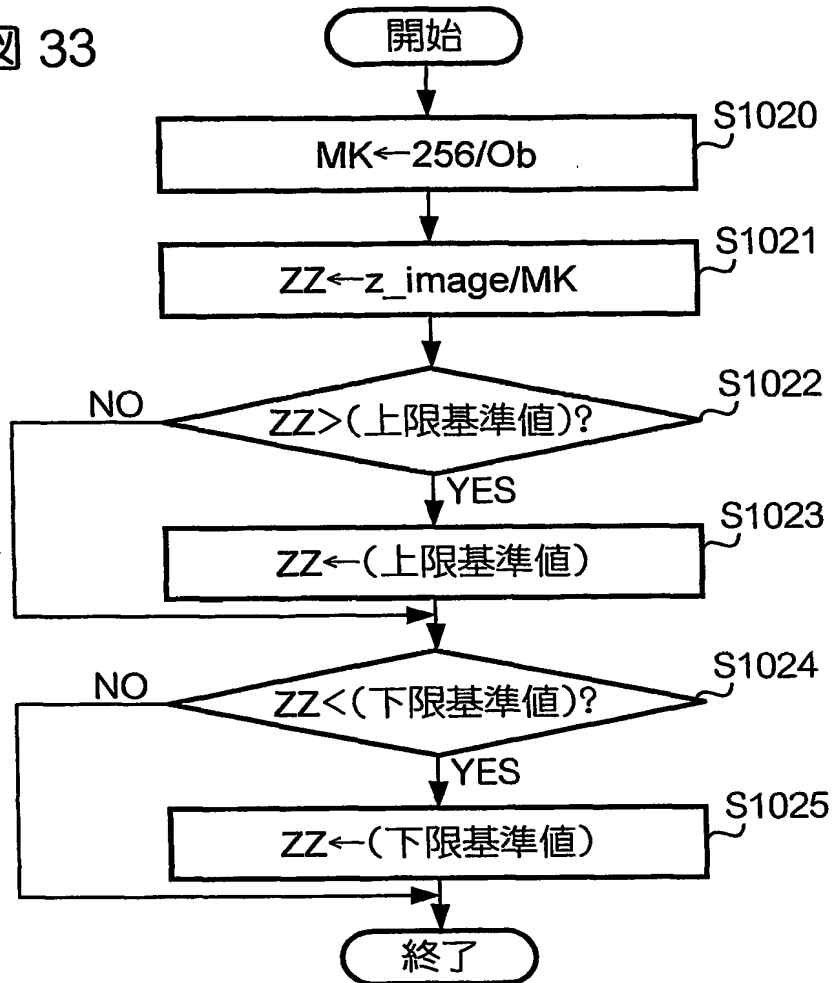 図 33
開始
S1020
MK←256/Ob
S1021
ZZ←z_image/MK
S1022
NO
ZZ>(上限基準値)?
YES
S1023
ZZ←(上限基準値)
S1024
NO
ZZ<(下限基準値)?
YES
S1025
ZZ←(下限基準値)
終了